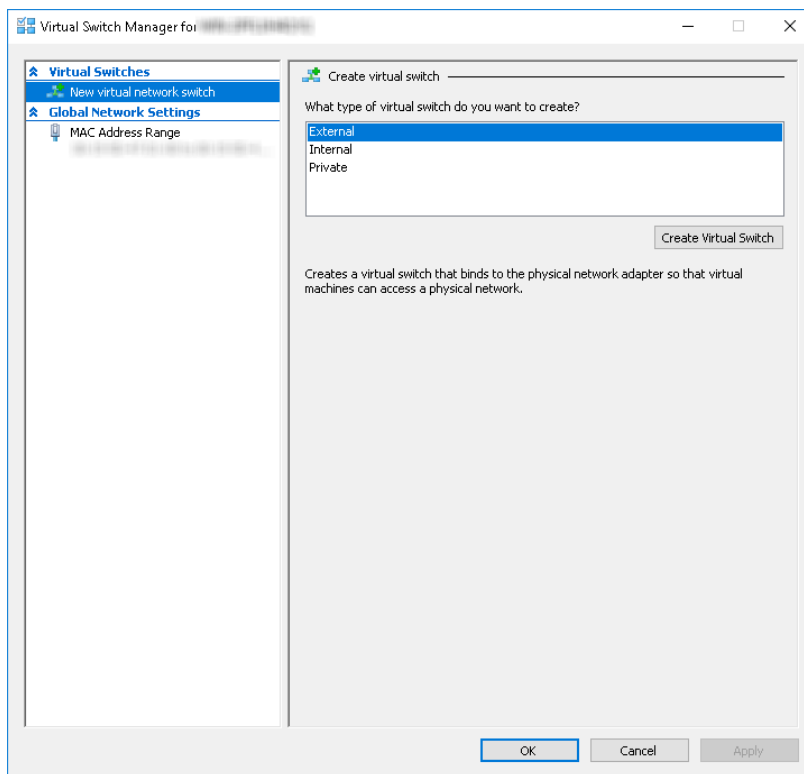 Virtual Switch Manager for
Virtual Switches
New virtual network switch
Global Network Settings
MAC Address Range
Create virtual switch
What type of virtual switch do you want to create?
External
Internal
Private
Create Virtual Switch
Creates a virtual switch that binds to the physical network adapter so that virtual
machines can access a physical network.
OK
Cancel
Apply